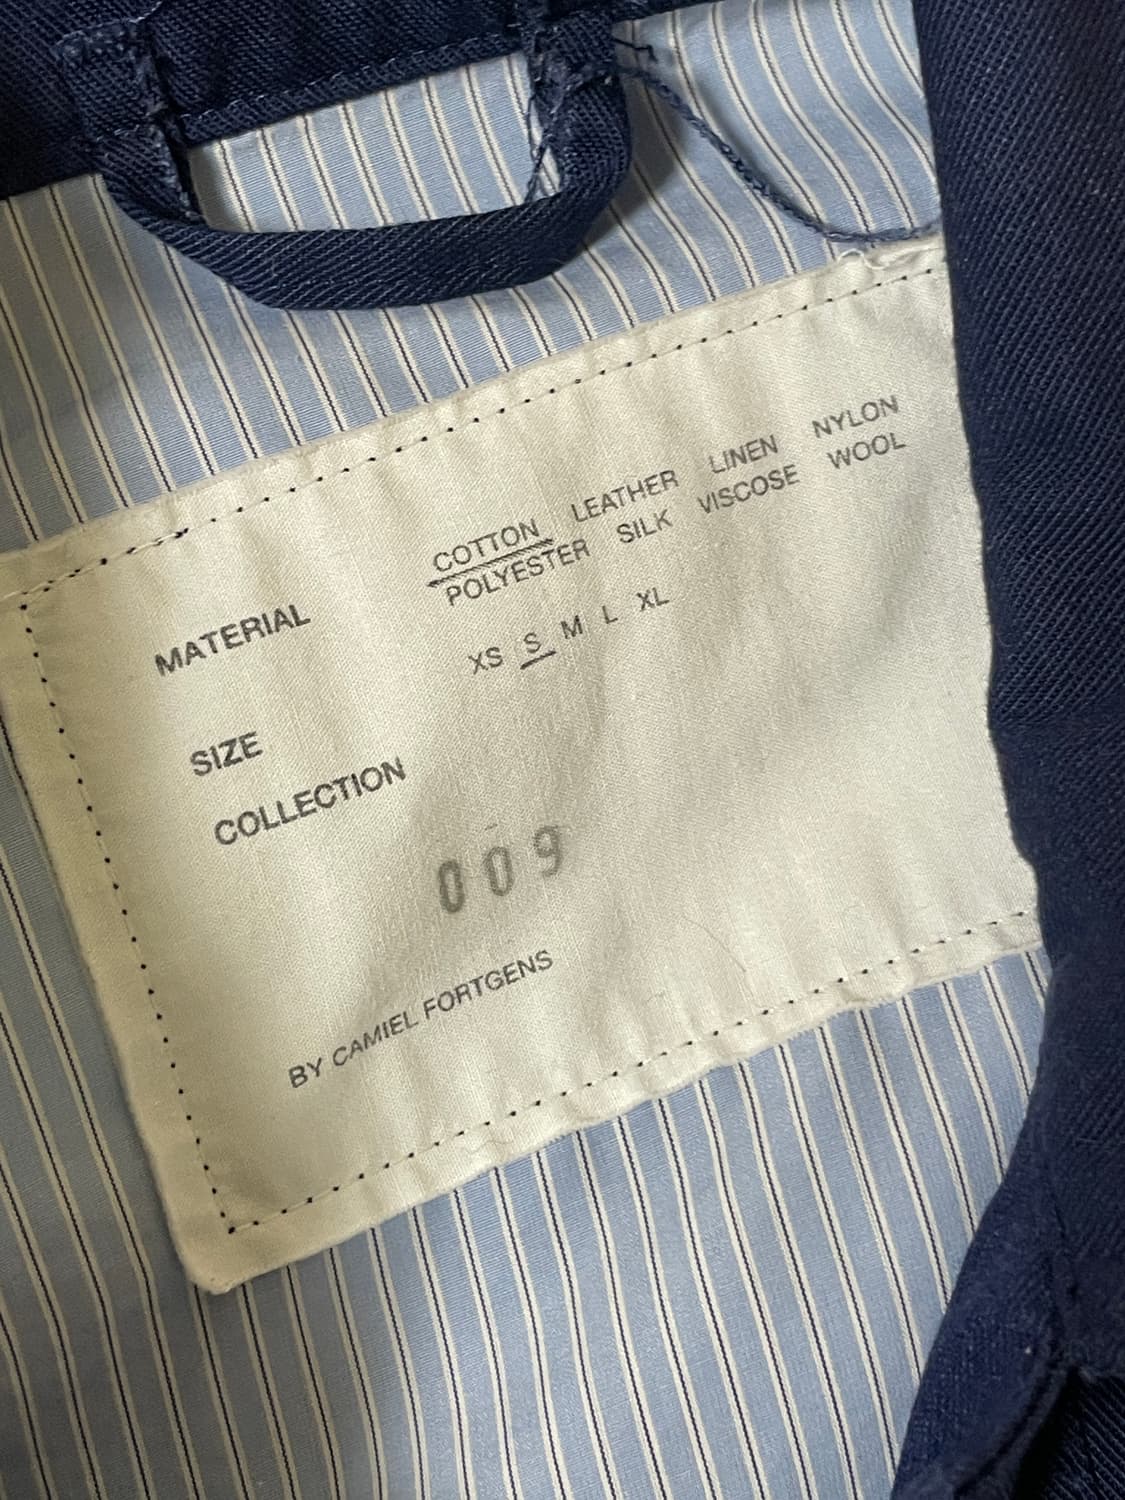 MATERIAL
COTTON LEATHER LINEN NYLON
POLYESTER SILK VISCOSE WOOL
SIZE
XS S M L XL
COLLECTION
009
BY CAMIEL FORTGENS